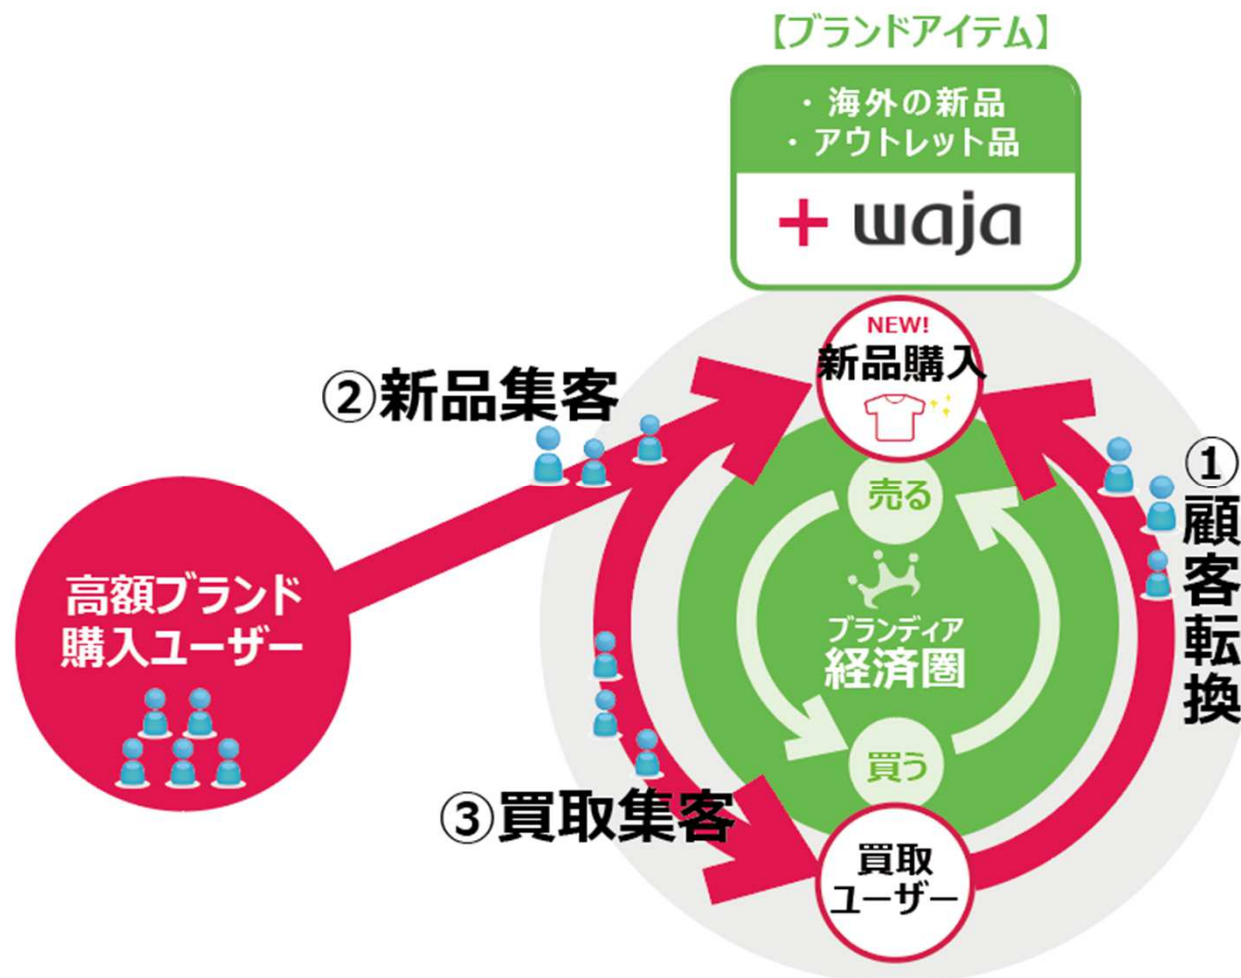 【ブランドアイテム】
・海外の新品
・アウトレット品
+ waja
NEW!
新品購入
②新品集客
①
顧客転換
売る
高額ブランド
購入ユーザー
ブランディア
経済圏
買う
③買取集客
買取
ユーザー